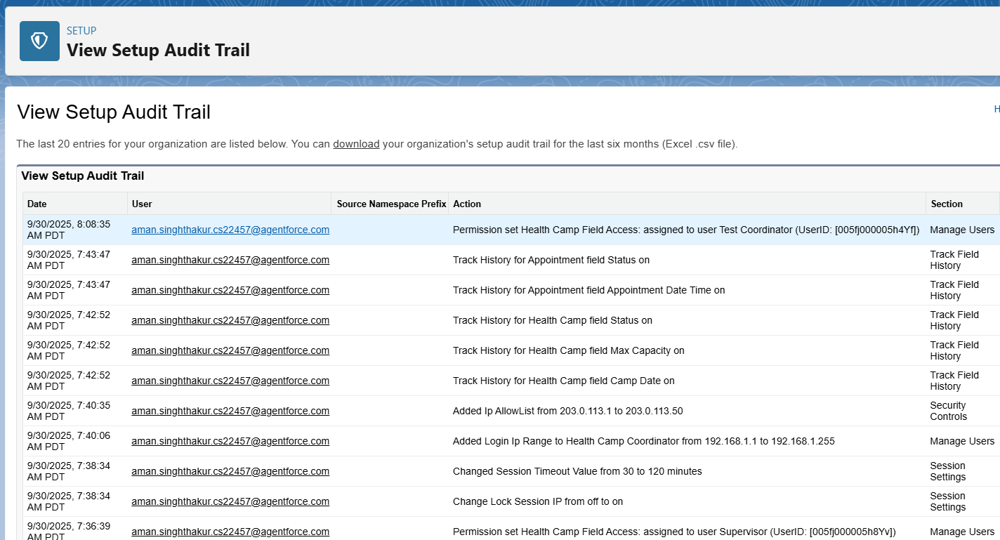 SETUP
View Setup Audit Trail
View Setup Audit Trail
H
The last 20 entries for your organization are listed below. You can download your organization's setup audit trail for the last six months (Excel .csv file).
View Setup Audit Trail
Date User Source Namespace Prefix Action Section
9/30/2025, 8:08:35
AM PDT
aman.singhthakur.cs22457@agentforce.com Permission set Health Camp Field Access: assigned to user Test Coordinator (UserID: [005fj000005h4Yf]) Manage Users
9/30/2025, 7:43:47
AM PDT
aman.singhthakur.cs22457@agentforce.com Track History for Appointment field Status on
Track Field
History
9/30/2025, 7:43:47
AM PDT
aman.singhthakur.cs22457@agentforce.com Track History for Appointment field Appointment Date Time on
Track Field
History
9/30/2025, 7:42:52
AM PDT
aman.singhthakur.cs22457@agentforce.com Track History for Health Camp field Status on
Track Field
History
9/30/2025, 7:42:52
AM PDT
aman.singhthakur.cs22457@agentforce.com Track History for Health Camp field Max Capacity on
Track Field
History
9/30/2025, 7:42:52
AM PDT
aman.singhthakur.cs22457@agentforce.com Track History for Health Camp field Camp Date on
Track Field
History
9/30/2025, 7:40:35
AM PDT
aman.singhthakur.cs22457@agentforce.com Added Ip AllowList from 203.0.113.1 to 203.0.113.50
Security
Controls
9/30/2025, 7:40:06
AM PDT
aman.singhthakur.cs22457@agentforce.com Added Login Ip Range to Health Camp Coordinator from 192.168.1.1 to 192.168.1.255 Manage Users
9/30/2025, 7:38:34
AM PDT
aman.singhthakur.cs22457@agentforce.com Changed Session Timeout Value from 30 to 120 minutes
Session
Settings
9/30/2025, 7:38:34
AM PDT
aman.singhthakur.cs22457@agentforce.com Change Lock Session IP from off to on
Session
Settings
9/30/2025, 7:36:39
AM PDT
aman.singhthakur.cs22457@agentforce.com Permission set Health Camp Field Access: assigned to user Supervisor (UserID: [005fj000005h8Yv]) Manage Users